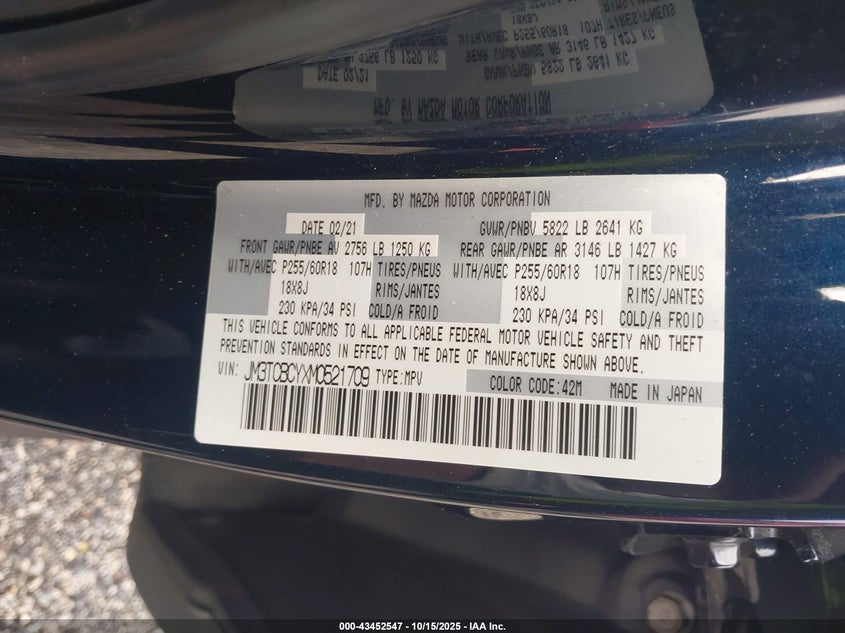 MFD. BY MAZDA MOTOR CORPORATION
DATE 02/21 GVWR/PNBV 5822 LB 2641 KG
FRONT GAWR/PNBE AV 2756 LB 1250 KG REAR GAWR/PNBE AR 3146 LB 1427 KG
WITH/AVEC P255/60R18 107H TIRES/PNEUS WITH/AVEC P255/60R18 107H TIRES/PNEUS
18X8J RIMS/JANTES 18X8J RIMS/JANTES
230 KPA/34 PSI COLD/A FROID 230 KPA/34 PSI COLD/A FROID
THIS VEHICLE CONFORMS TO ALL APPLICABLE FEDERAL MOTOR VEHICLE SAFETY AND THEFT
PREVENTION STANDARDS IN EFFECT ON THE DATE OF MANUFACTURE SHOWN ABOVE.
VIN: JM3TCBCYXM0521709 TYPE:MPV COLOR CODE:42M MADE IN JAPAN
000-43452547 - 10/15/2025 - IAA Inc.